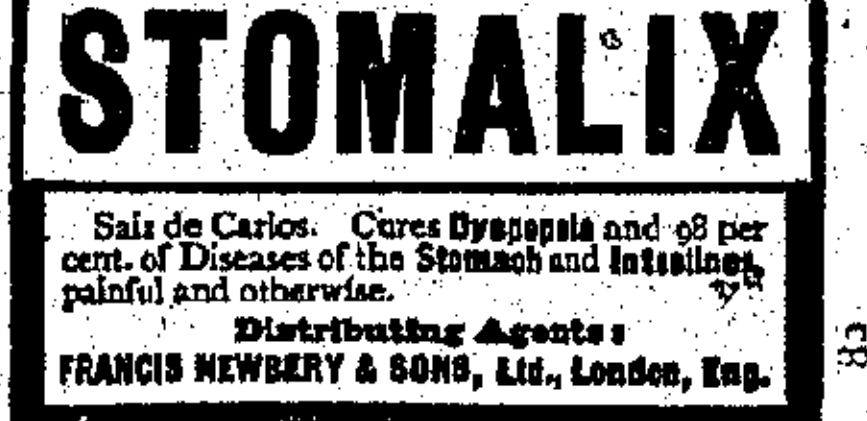 STOMALIX
Saiz de Carlos. Cures Dyspepsia and 98 per
cent. of Diseases of the Stomach and Intestines,
painful and otherwise.
Distributing Agents:
FRANCIS NEWBERY & SONS, Ltd., London, Eng.